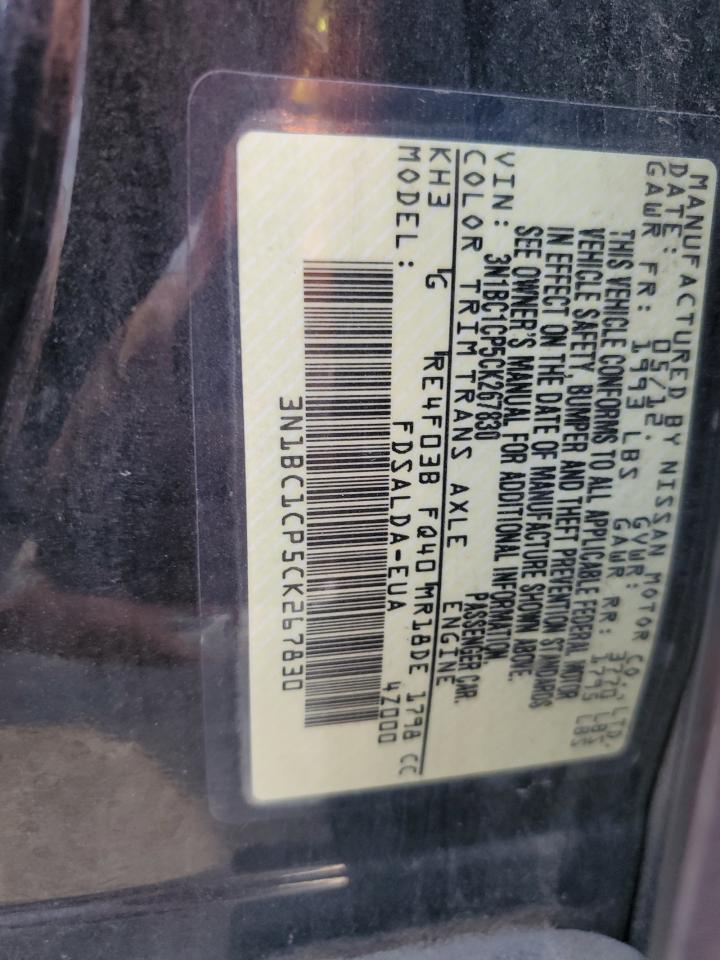 MANUFACTURED BY NISSAN MOTOR CO., LTD.
DATE: 05/12. GVWR: 3770 LBS
GAWR FR: 1993 LBS GAWR RR: 1795 LBS
THIS VEHICLE CONFORMS TO ALL APPLICABLE FEDERAL MOTOR
VEHICLE SAFETY, BUMPER AND THEFT PREVENTION STANDARDS
IN EFFECT ON THE DATE OF MANUFACTURE SHOWN ABOVE.
SEE OWNER'S MANUAL FOR ADDITIONAL INFORMATION.
VIN: 3N1BC1CP5CK267830 PASSENGER CAR.
COLOR TRIM TRANS AXLE ENGINE
KH3 G RE4F03B FQ40 MR18DE 1798 CC
MODEL: FDSALDA-EUA 4Z000
3N1BC1CP5CK267830